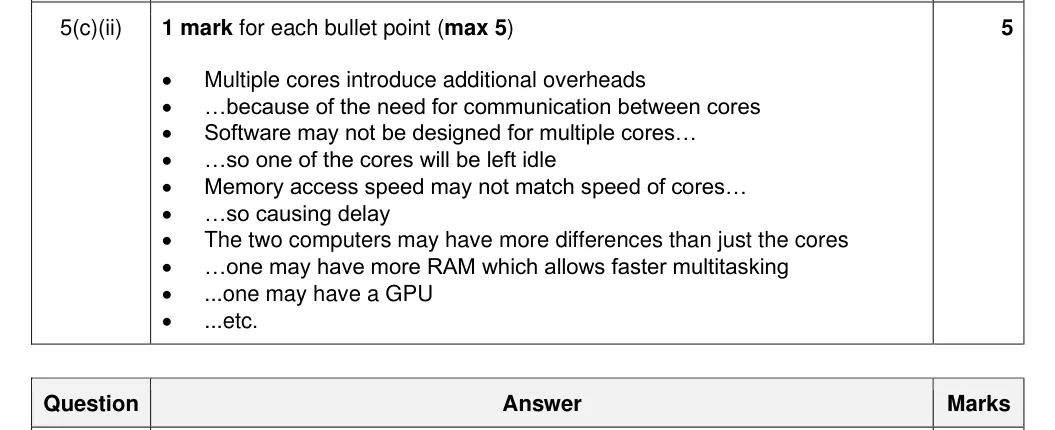 5(c)(ii) 1 mark for each bullet point (max 5) 5
• Multiple cores introduce additional overheads
• …because of the need for communication between cores
• Software may not be designed for multiple cores…
• …so one of the cores will be left idle
• Memory access speed may not match speed of cores…
• …so causing delay
• The two computers may have more differences than just the cores
• …one may have more RAM which allows faster multitasking
• ...one may have a GPU
• ...etc.
Question Answer Marks